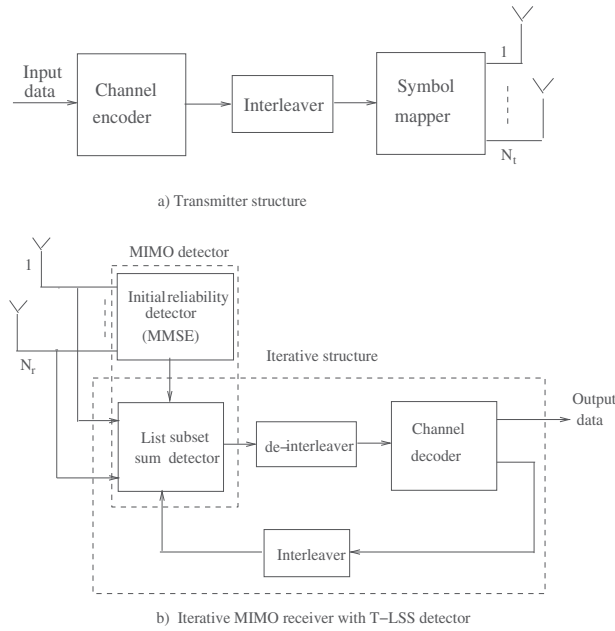 Input
data
Channel
encoder
Interleaver
Symbol
mapper
1
N_t
a) Transmitter structure
MIMO detector
1
N_r
Initial reliability
detector
(MMSE)
Iterative structure
List subset
sum detector
de-interleaver
Channel
decoder
Output
data
Interleaver
b) Iterative MIMO receiver with T-LSS detector